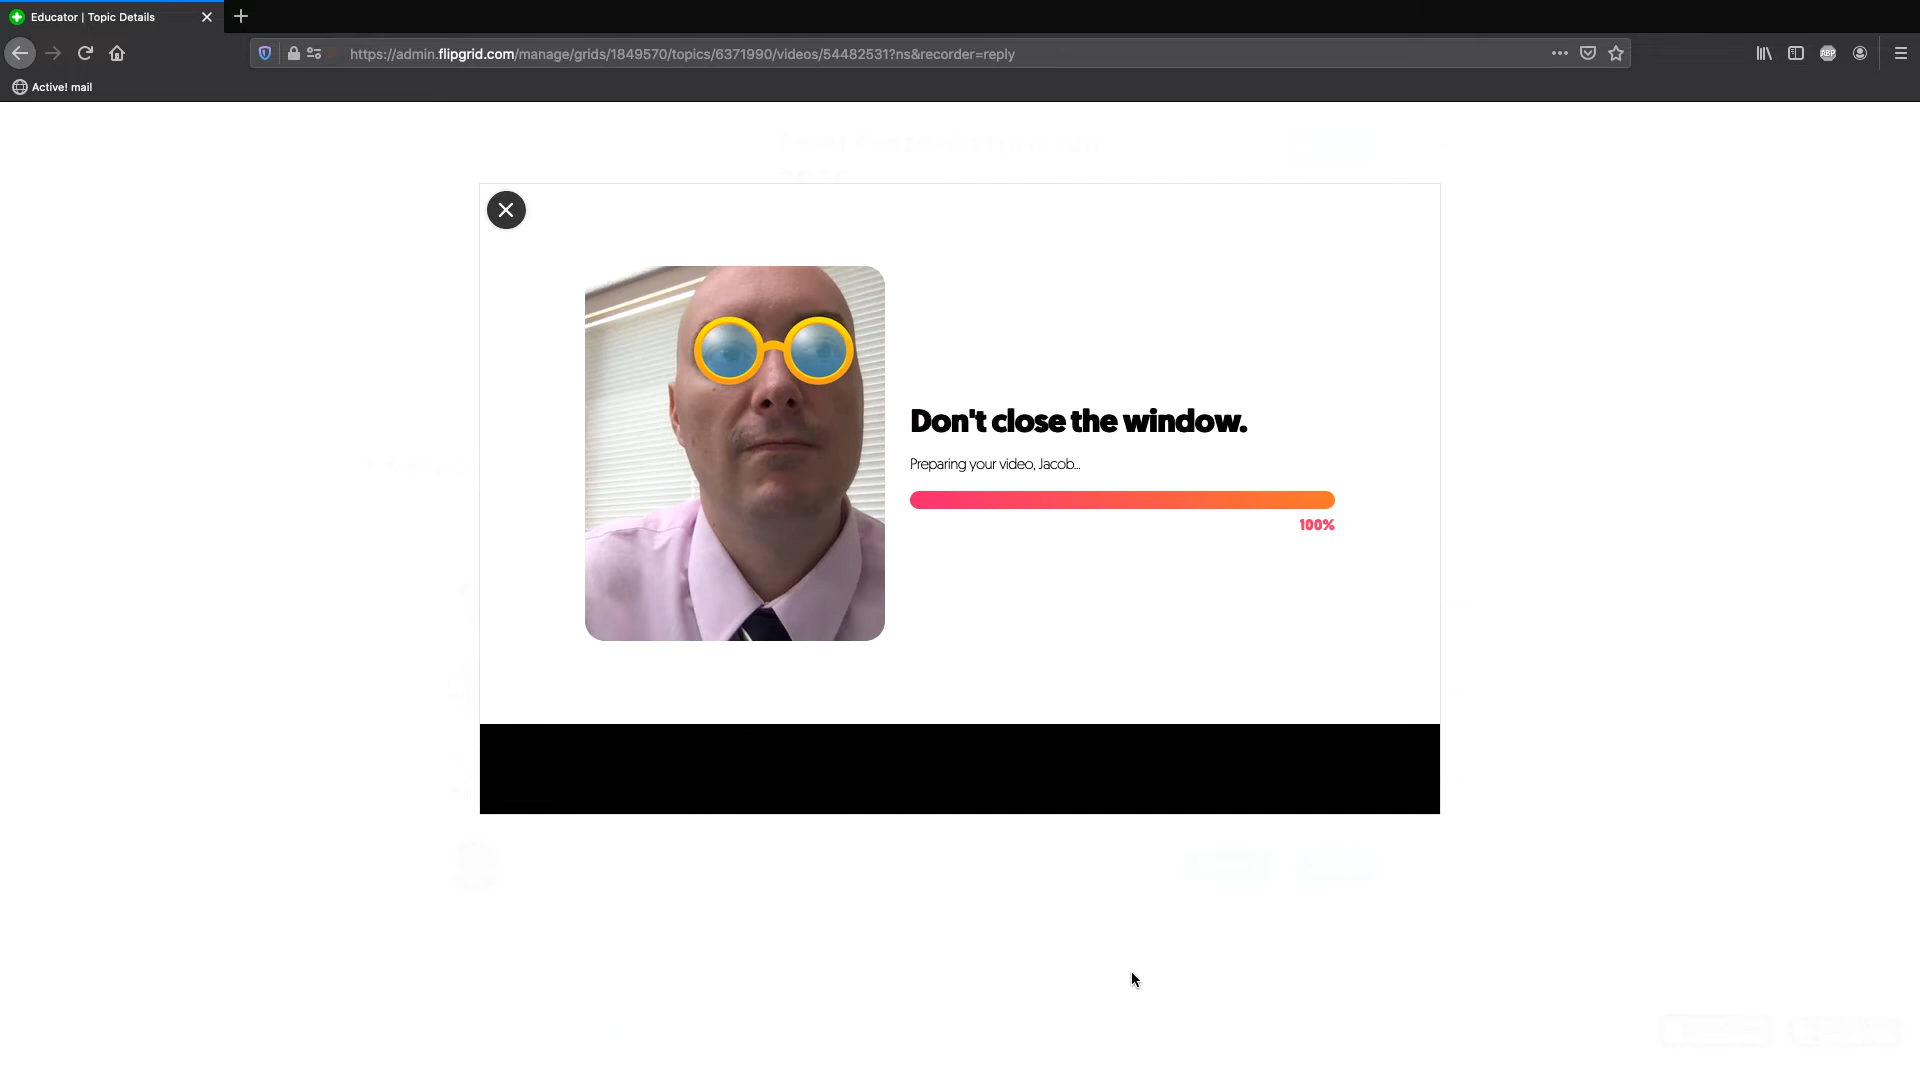 Educator | Topic Details
https://admin.flipgrid.com/manage/grids/1849570/topics/6371990/videos/54482531?ns&recorder=reply
ABP
Active! mail
Don't close the window.
Preparing your video, Jacob...
100%